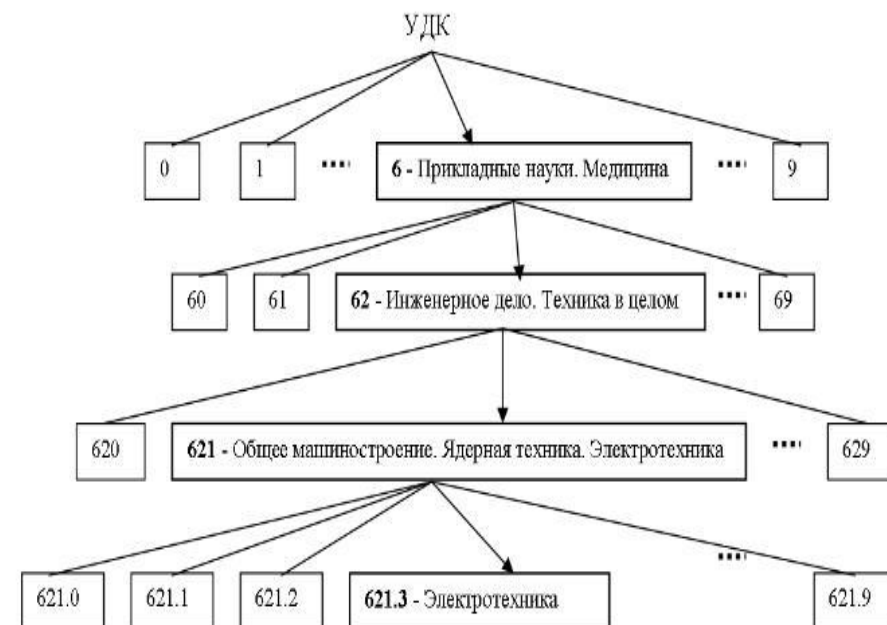 УДК
0 1 6 - Прикладные науки. Медицина 9
60 61 62 - Инженерное дело. Техника в целом 69
620 621 - Общее машиностроение. Ядерная техника. Электротехника 629
621.0 621.1 621.2 621.3 - Электротехника 621.9